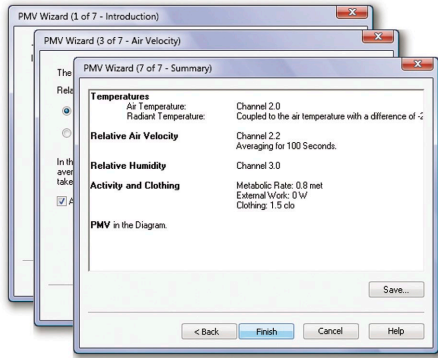 PMV Wizard (1 of 7 - Introduction)
PMV Wizard (3 of 7 - Air Velocity)
The
Rela
In th
aver
take
A
PMV Wizard (7 of 7 - Summary)
Temperatures
Air Temperature: Channel 2.0
Radiant Temperature: Coupled to the air temperature with a difference of -2
Relative Air Velocity Channel 2.2
Averaging for 100 Seconds.
Relative Humidity Channel 3.0
Activity and Clothing Metabolic Rate: 0.8 met
External Work: 0 W
Clothing: 1.5 clo
PMV in the Diagram.
Save...
< Back Finish Cancel Help